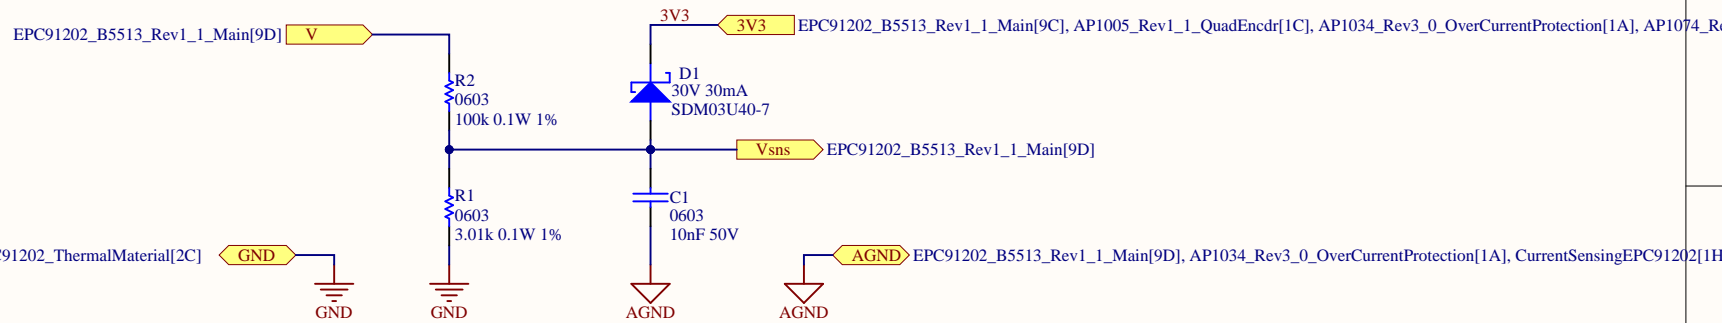 3V3
EPC91202_B5513_Rev1_1_Main[9D] V
3V3 EPC91202_B5513_Rev1_1_Main[9C], AP1005_Rev1_1_QuadEncdr[1C], AP1034_Rev3_0_OverCurrentProtection[1A], AP1074_R
R2
0603
100k 0.1W 1%
D1
30V 30mA
SDM03U40-7
Vsns EPC91202_B5513_Rev1_1_Main[9D]
R1
0603
3.01k 0.1W 1%
C1
0603
10nF 50V
91202_ThermalMaterial[2C] GND
AGND EPC91202_B5513_Rev1_1_Main[9D], AP1034_Rev3_0_OverCurrentProtection[1A], CurrentSensingEPC91202[1H
GND
GND
AGND
AGND